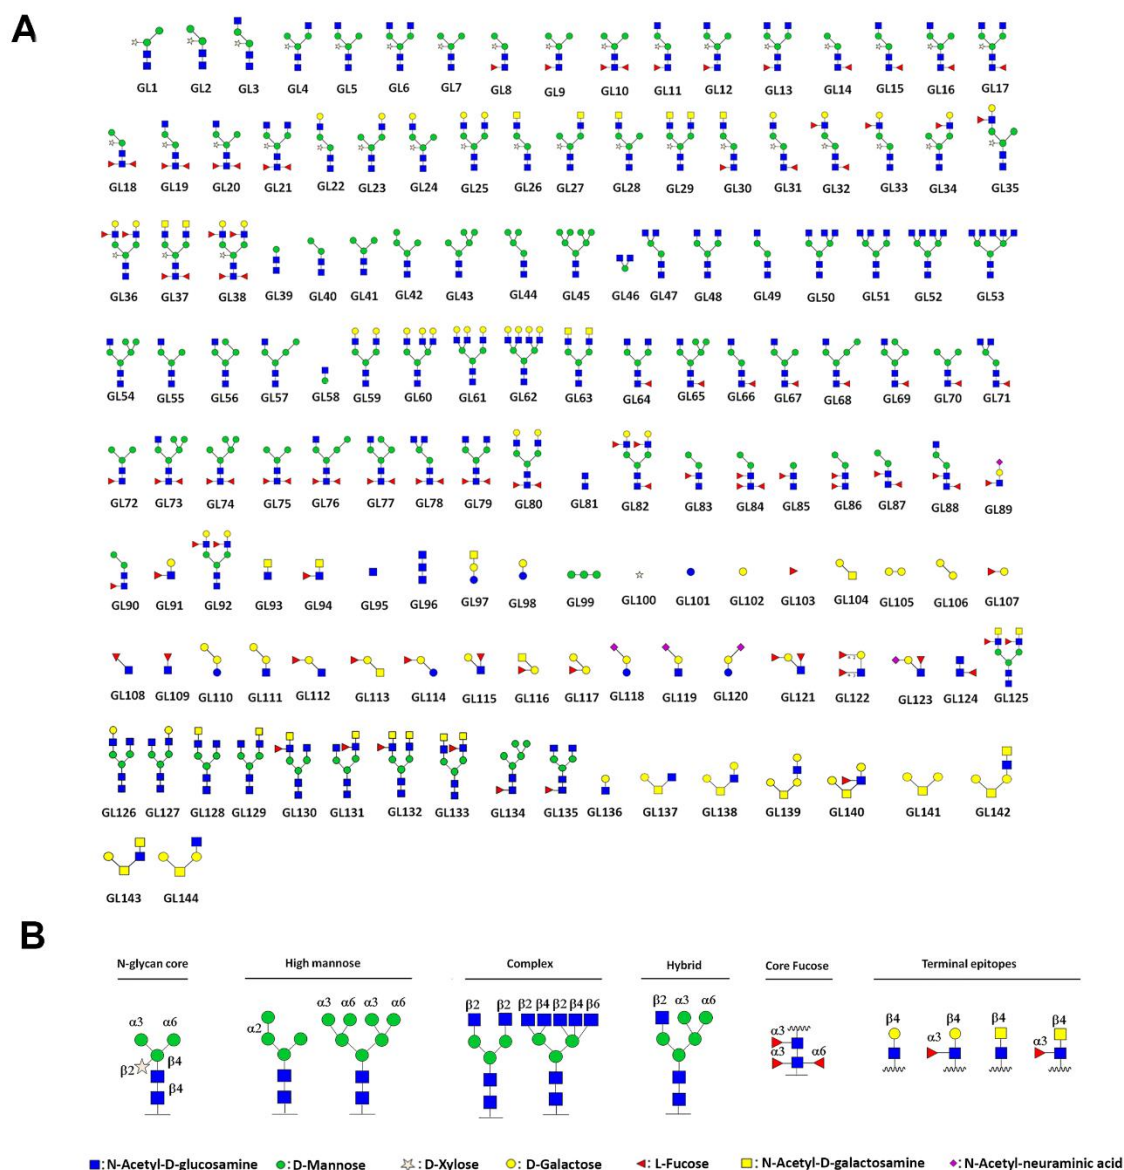 A
GL1 GL2 GL3 GL4 GL5 GL6 GL7 GL8 GL9 GL10 GL11 GL12 GL13 GL14 GL15 GL16 GL17
GL18 GL19 GL20 GL21 GL22 GL23 GL24 GL25 GL26 GL27 GL28 GL29 GL30 GL31 GL32 GL33 GL34 GL35
GL36 GL37 GL38 GL39 GL40 GL41 GL42 GL43 GL44 GL45 GL46 GL47 GL48 GL49 GL50 GL51 GL52 GL53
GL54 GL55 GL56 GL57 GL58 GL59 GL60 GL61 GL62 GL63 GL64 GL65 GL66 GL67 GL68 GL69 GL70 GL71
GL72 GL73 GL74 GL75 GL76 GL77 GL78 GL79 GL80 GL81 GL82 GL83 GL84 GL85 GL86 GL87 GL88 GL89
GL90 GL91 GL92 GL93 GL94 GL95 GL96 GL97 GL98 GL99 GL100 GL101 GL102 GL103 GL104 GL105 GL106 GL107
GL108 GL109 GL110 GL111 GL112 GL113 GL114 GL115 GL116 GL117 GL118 GL119 GL120 GL121 GL122 GL123 GL124 GL125
GL126 GL127 GL128 GL129 GL130 GL131 GL132 GL133 GL134 GL135 GL136 GL137 GL138 GL139 GL140 GL141 GL142
GL143 GL144
B
N-glycan core High mannose Complex Hybrid Core Fucose Terminal epitopes
α3 α6 α3 α6 α3 α6 β2 β2 β2 β4 β2 β4 β6 β2 α3 α6 β4 β4 β4 β4
α2 α3 α3 α3
β2 β4 α3 α6
β4
: N-Acetyl-D-glucosamine : D-Mannose : D-Xylose : D-Galactose : L-Fucose : N-Acetyl-D-galactosamine : N-Acetyl-neuraminic acid